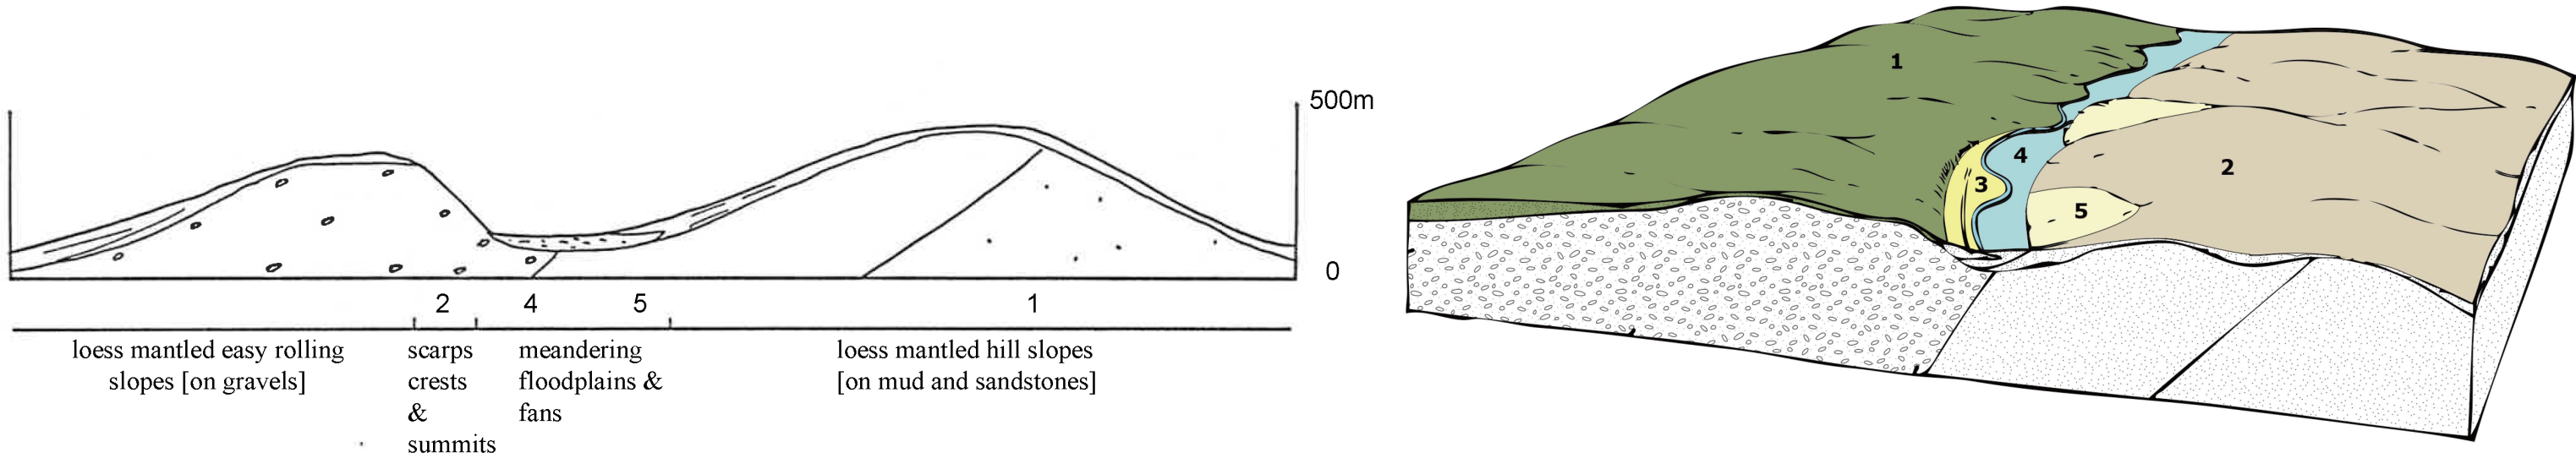 500m
0
2 4 5 1
loess mantled easy rolling
slopes [on gravels]
scarps
crests
&
summits
meandering
floodplains &
fans
loess mantled hill slopes
[on mud and sandstones]
1
2
3
4
5